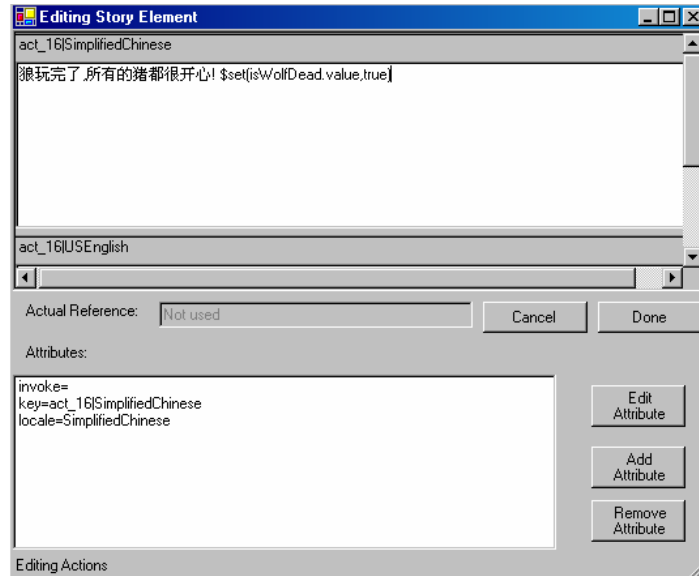 Editing Story Element
act_16|SimplifiedChinese
狼玩完了,所有的猪都很开心! $set(isWolfDead.value,true)
act_16|USEnglish
Actual Reference:
Not used
Cancel
Done
Attributes:
invoke=
key=act_16|SimplifiedChinese
locale=SimplifiedChinese
Edit
Attribute
Add
Attribute
Remove
Attribute
Editing Actions